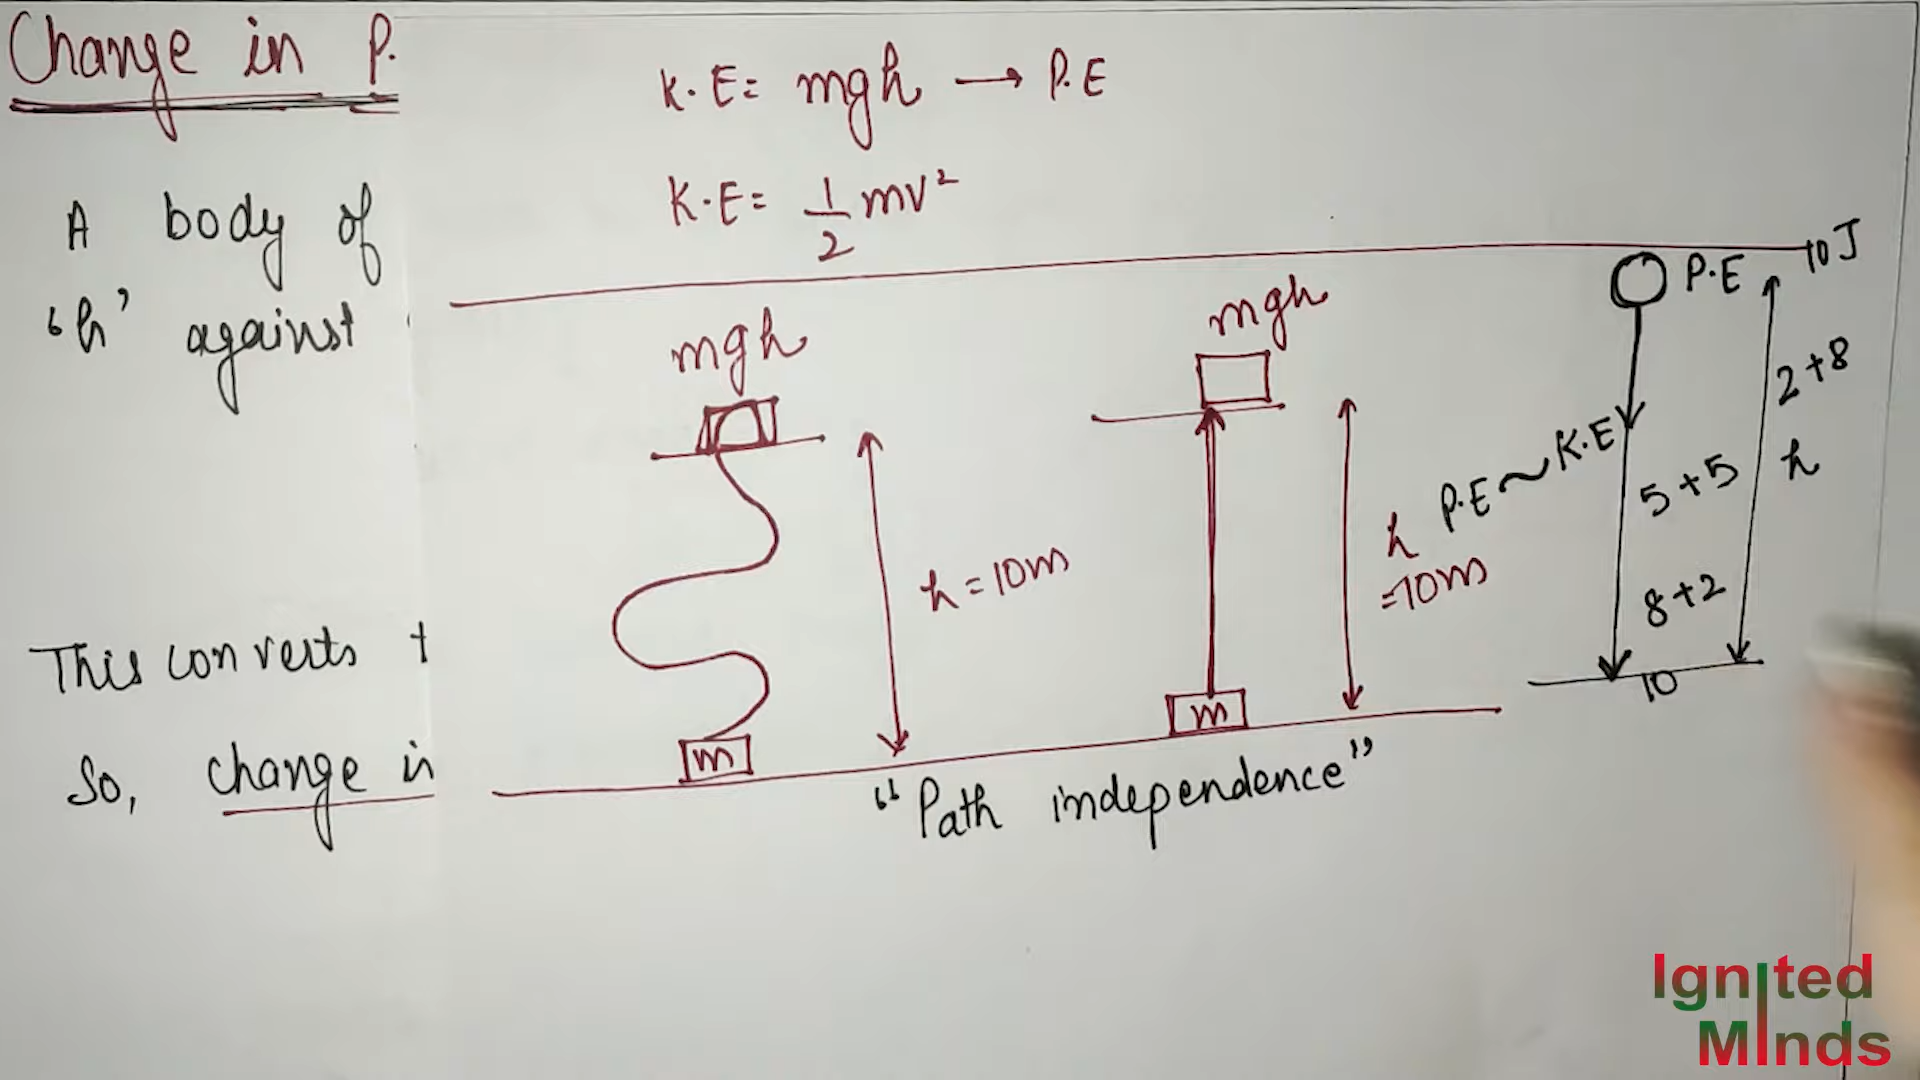 Change in P.
A body of
"h" against
This converts t
So, change in
K.E = mgh → P.E
K.E = 1/2 mv²
mgh
m
h = 10m
mgh
m
h
=10m
"Path independence"
P.E
10 J
2+8
h
P.E ~ K.E
5+5
8+2
10
Ignited
Minds